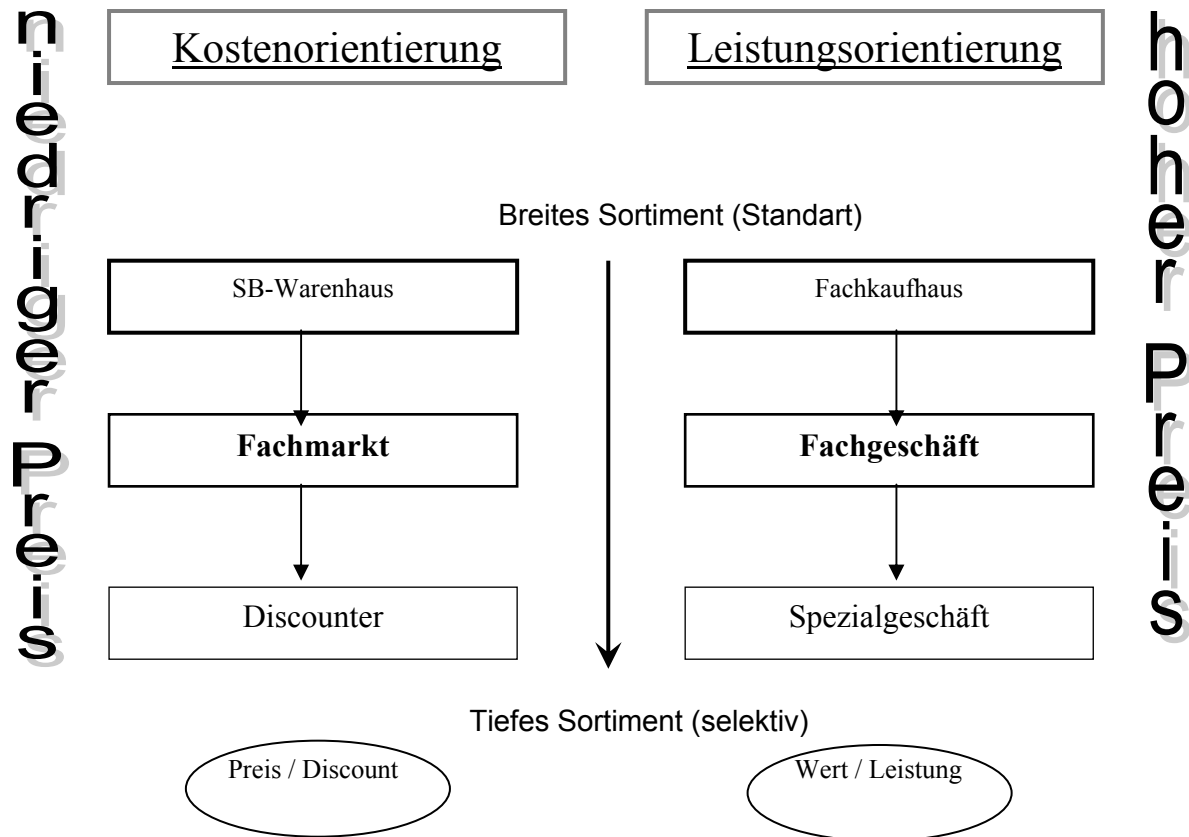 niedriger Preis
Kostenorientierung
Leistungsorientierung
hoher Preis
Breites Sortiment (Standart)
SB-Warenhaus
Fachkaufhaus
Fachmarkt
Fachgeschäft
Discounter
Spezialgeschäft
Tiefes Sortiment (selektiv)
Preis / Discount
Wert / Leistung